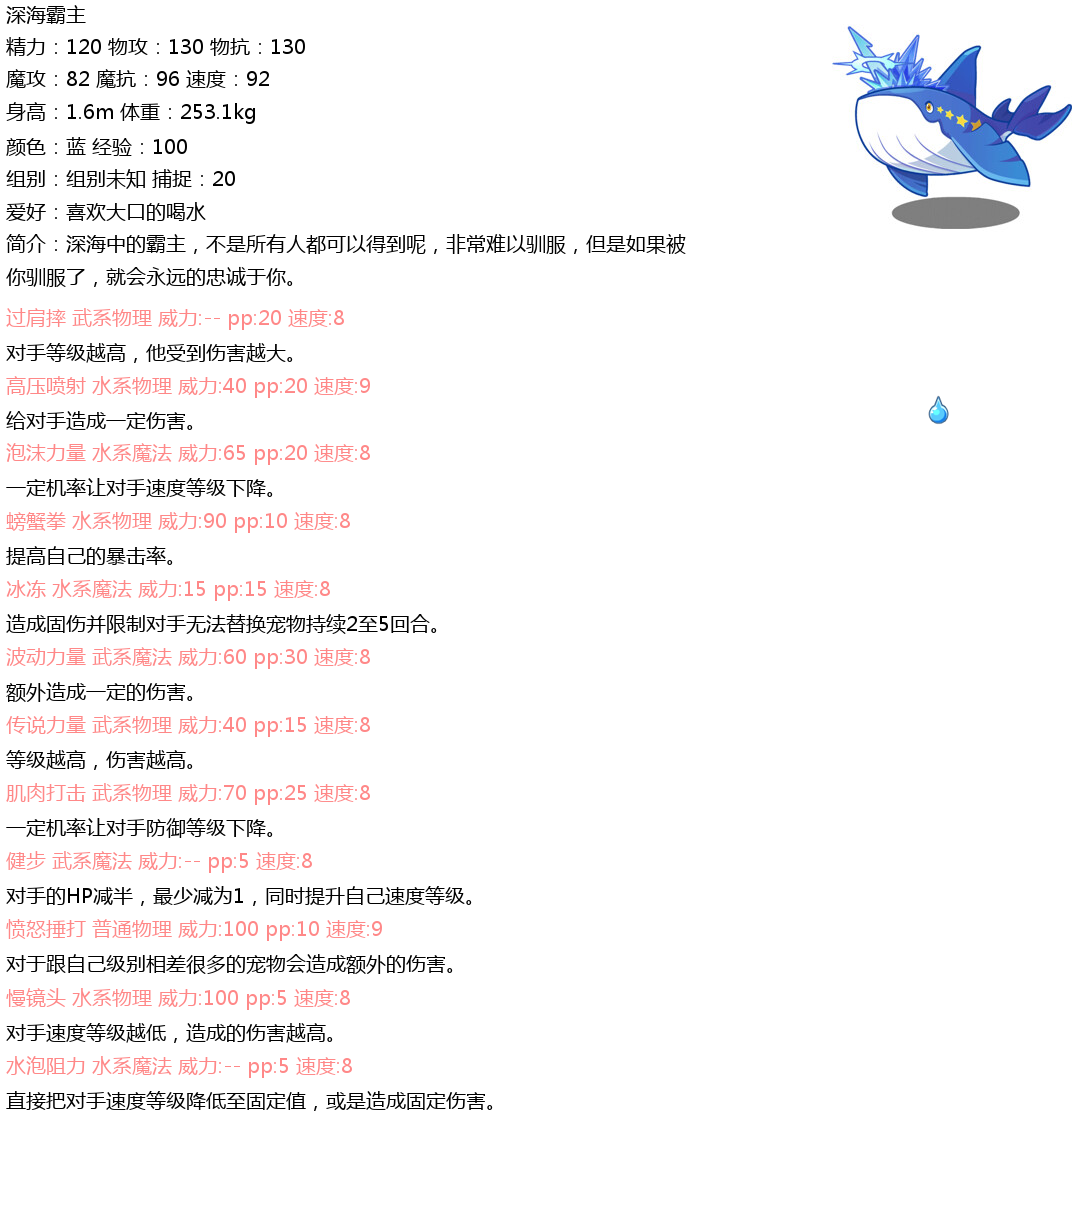 深海霸主
精力：120 物攻：130 物抗：130
魔攻：82 魔抗：96 速度：92
身高：1.6m 体重：253.1kg
颜色：蓝 经验：100
组别：组别未知 捕捉：20
爱好：喜欢大口的喝水
简介：深海中的霸主，不是所有人都可以得到呢，非常难以驯服，但是如果被
你驯服了，就会永远的忠诚于你。
过肩摔 武系物理 威力:-- pp:20 速度:8
对手等级越高，他受到伤害越大。
高压喷射 水系物理 威力:40 pp:20 速度:9
给对手造成一定伤害。
泡沫力量 水系魔法 威力:65 pp:20 速度:8
一定机率让对手速度等级下降。
螃蟹拳 水系物理 威力:90 pp:10 速度:8
提高自己的暴击率。
冰冻 水系魔法 威力:15 pp:15 速度:8
造成固伤并限制对手无法替换宠物持续2至5回合。
波动力量 武系魔法 威力:60 pp:30 速度:8
额外造成一定的伤害。
传说力量 武系物理 威力:40 pp:15 速度:8
等级越高，伤害越高。
肌肉打击 武系物理 威力:70 pp:25 速度:8
一定机率让对手防御等级下降。
健步 武系魔法 威力:-- pp:5 速度:8
对手的HP减半，最少减为1，同时提升自己速度等级。
愤怒捶打 普通物理 威力:100 pp:10 速度:9
对于跟自己级别相差很多的宠物会造成额外的伤害。
慢镜头 水系物理 威力:100 pp:5 速度:8
对手速度等级越低，造成的伤害越高。
水泡阻力 水系魔法 威力:-- pp:5 速度:8
直接把对手速度等级降低至固定值，或是造成固定伤害。